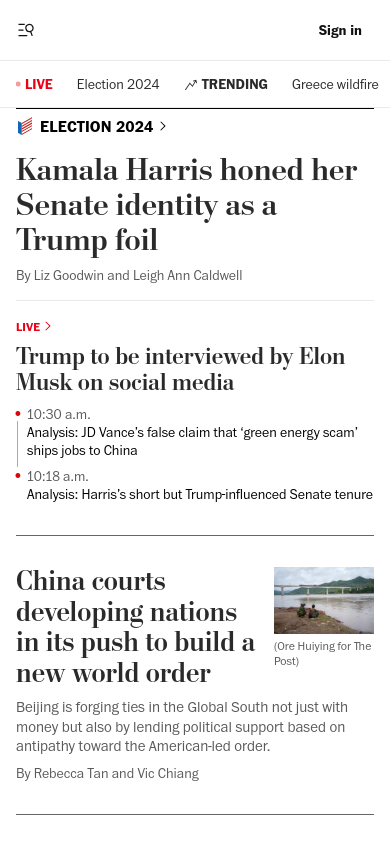 Sign in
LIVE Election 2024 TRENDING Greece wildfire
ELECTION 2024
Kamala Harris honed her
Senate identity as a
Trump foil
By Liz Goodwin and Leigh Ann Caldwell
LIVE
Trump to be interviewed by Elon
Musk on social media
10:30 a.m.
Analysis: JD Vance’s false claim that ‘green energy scam’
ships jobs to China
10:18 a.m.
Analysis: Harris’s short but Trump-influenced Senate tenure
China courts
developing nations
in its push to build a
new world order
(Ore Huiying for The
Post)
Beijing is forging ties in the Global South not just with
money but also by lending political support based on
antipathy toward the American-led order.
By Rebecca Tan and Vic Chiang